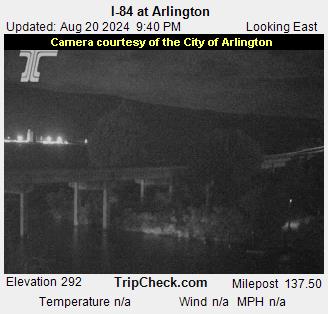 I-84 at Arlington
Updated: Aug 20 2024 9:40 PM Looking East
Camera courtesy of the City of Arlington
Elevation 292 TripCheck.com Milepost 137.50
Temperature n/a Wind n/a MPH n/a